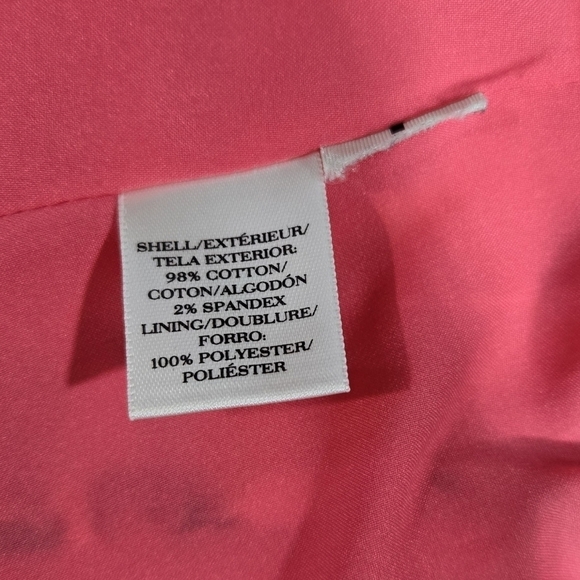 SHELL/EXTÉRIEUR/
TELA EXTERIOR:
98% COTTON/
COTON/ALGODÓN
2% SPANDEX
LINING/DOUBLURE/
FORRO:
100% POLYESTER/
POLIÉSTER